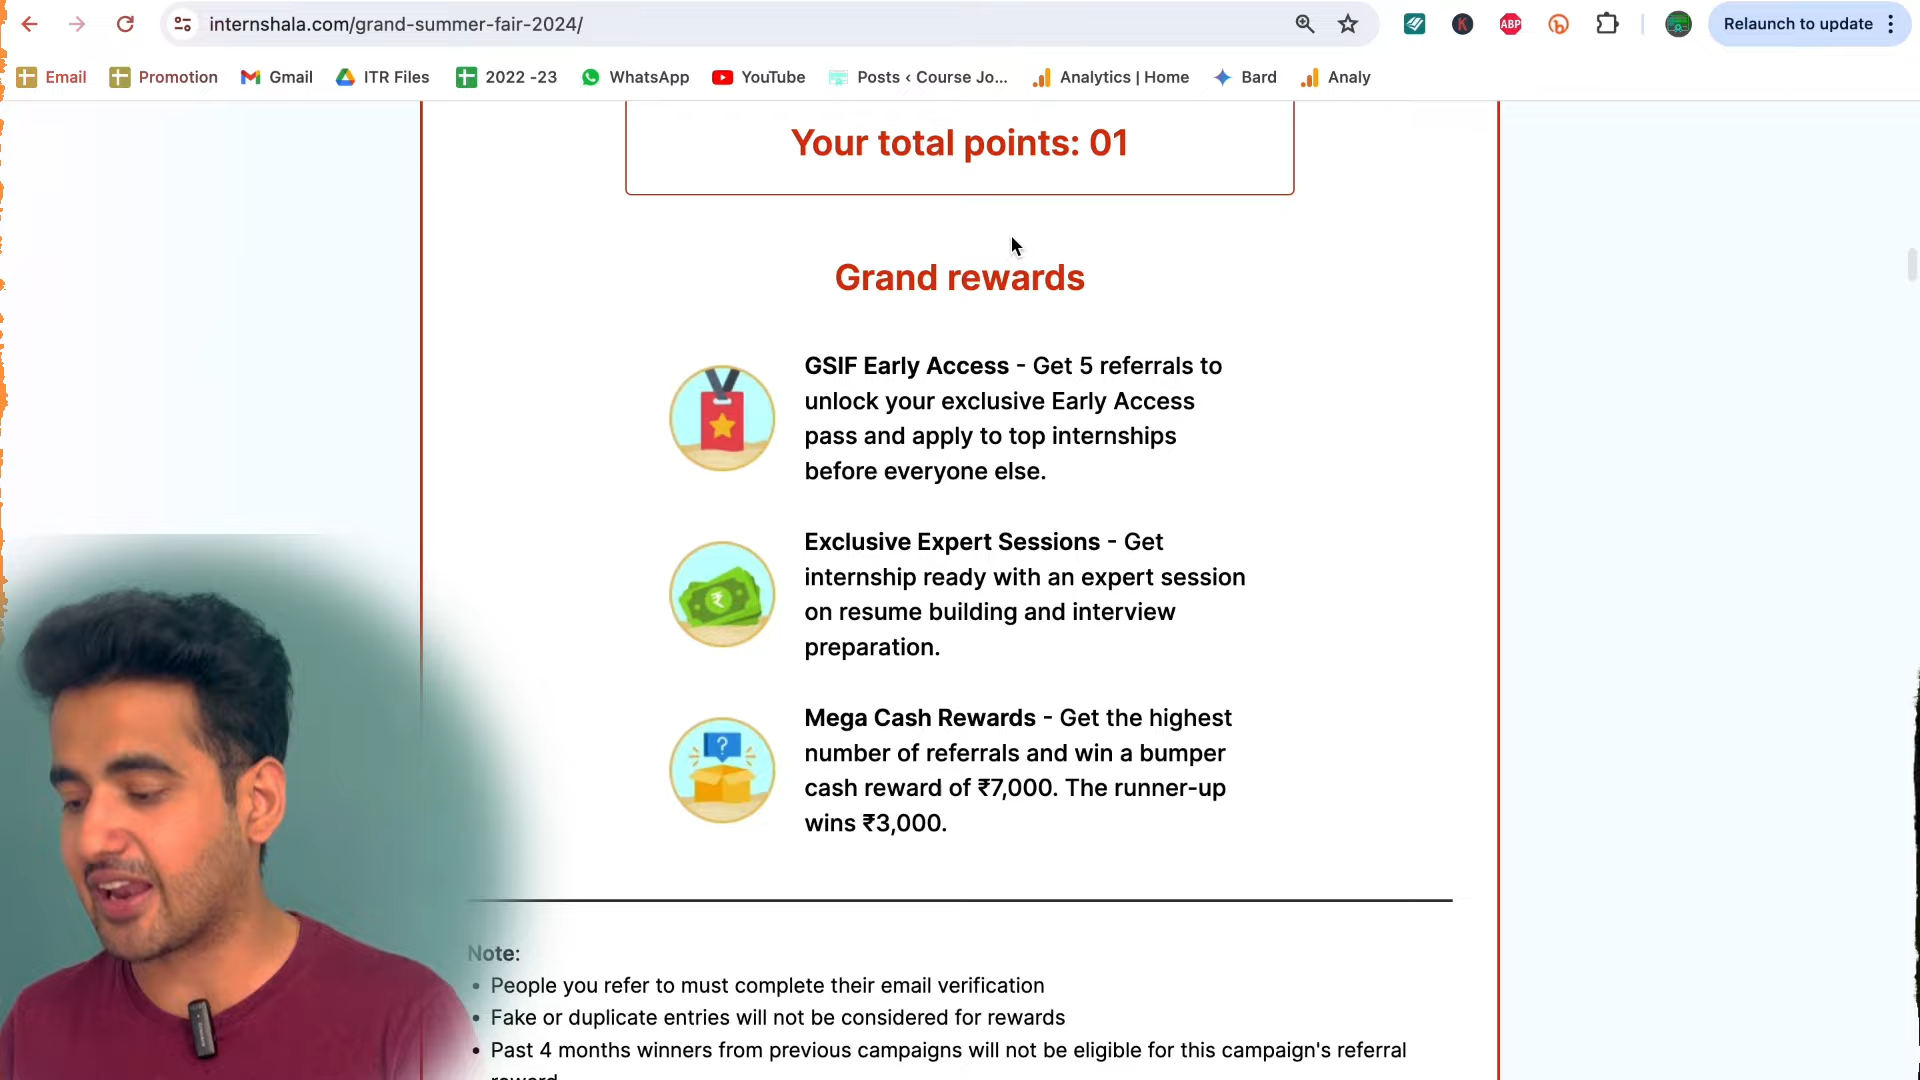 internshala.com/grand-summer-fair-2024/
ABP
Relaunch to update
Email
Promotion
Gmail
ITR Files
2022 -23
WhatsApp
YouTube
Posts ‹ Course Jo...
Analytics | Home
Bard
Analy
Your total points: 01
Grand rewards
GSIF Early Access - Get 5 referrals to
unlock your exclusive Early Access
pass and apply to top internships
before everyone else.
Exclusive Expert Sessions - Get
internship ready with an expert session
on resume building and interview
preparation.
Mega Cash Rewards - Get the highest
number of referrals and win a bumper
cash reward of ₹7,000. The runner-up
wins ₹3,000.
Note:
• People you refer to must complete their email verification
• Fake or duplicate entries will not be considered for rewards
• Past 4 months winners from previous campaigns will not be eligible for this campaign's referral